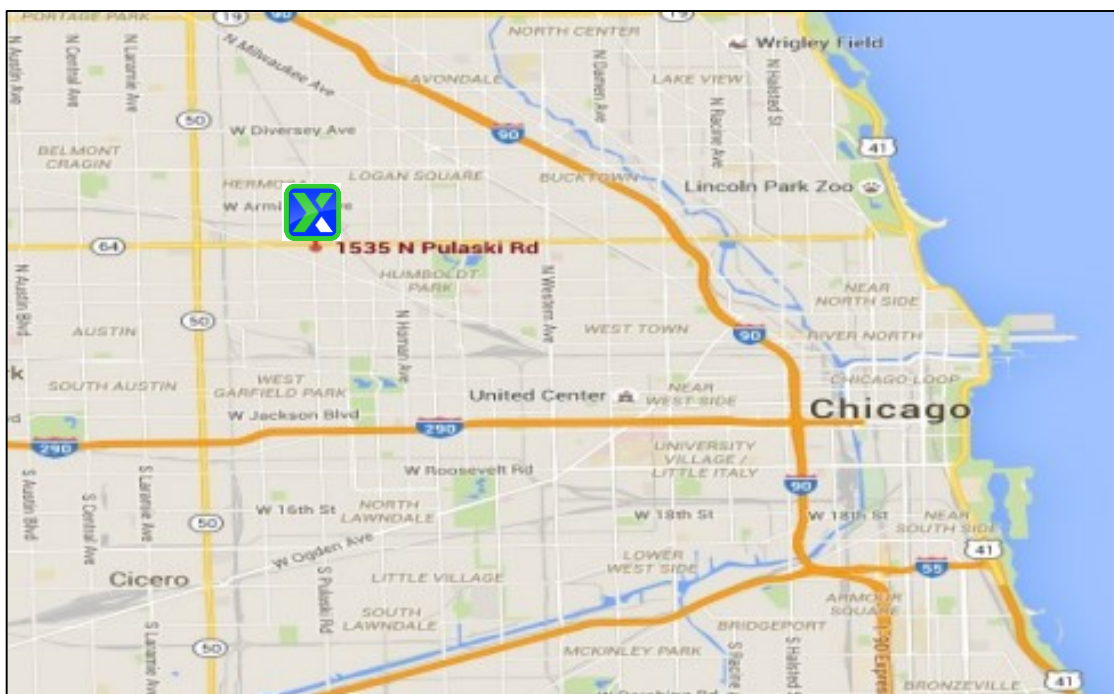 PORTAGE PARK
19
90
NORTH CENTER
Wrigley Field
N Austin Ave
N Central Ave
N Laramie Ave
N Milwaukee Ave
AVONDALE
N Damen Ave
LAKE VIEW
N Racine Ave
N Halsted St
50
W Diversey Ave
90
41
BELMONT
CRAGIN
LOGAN SQUARE
BUCKTOWN
Lincoln Park Zoo
64
1535 N Pulaski Rd
HUMBOLDT
PARK
N Austin Blvd
N Western Ave
NEAR
NORTH SIDE
50
AUSTIN
N Homan Ave
WEST TOWN
90
RIVER NORTH
SOUTH AUSTIN
WEST
GARFIELD PARK
United Center
NEAR
WEST SIDE
CHICAGO LOOP
Chicago
W Jackson Blvd
290
290
UNIVERSITY
VILLAGE /
LITTLE ITALY
W Roosevelt Rd
90
S Austin Blvd
S Central Ave
S Laramie Ave
50
W 16th St
NORTH
LAWNDALE
W 18th St
W 18th St
NEAR
SOUTH SIDE
W Ogden Ave
41
Cicero
S Pulaski Rd
LITTLE VILLAGE
LOWER
WEST SIDE
55
ARMOUR
SQUARE
S Laramie Ave
50
SOUTH
LAWNDALE
BRIDGEPORT
MCKINLEY PARK
S Racine
S Halsted
41
BRONZEVILLE